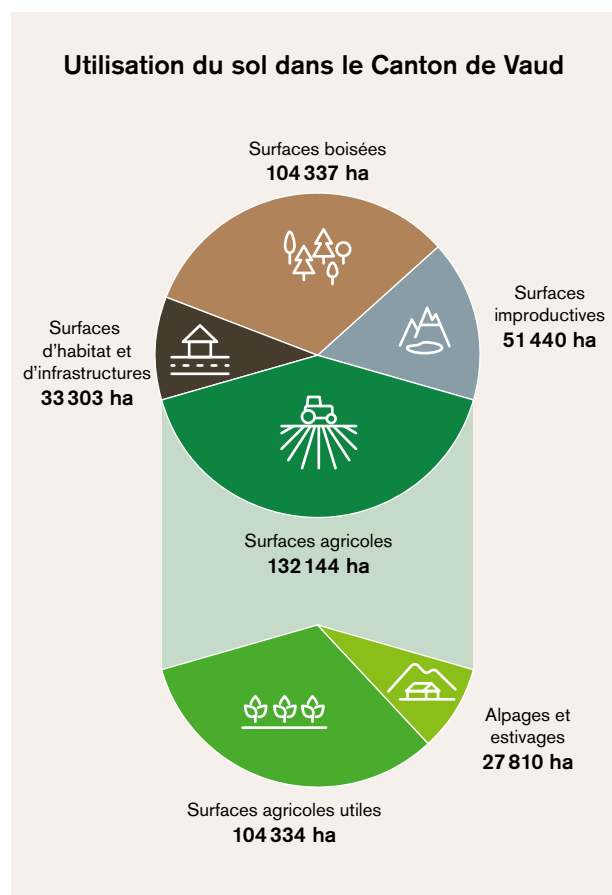 Utilisation du sol dans le Canton de Vaud
Surfaces boisées
104 337 ha
Surfaces
improductives
51 440 ha
Surfaces
d'habitat et
d'infrastructures
33 303 ha
Surfaces agricoles
132 144 ha
Alpages et
estivages
27 810 ha
Surfaces agricoles utiles
104 334 ha